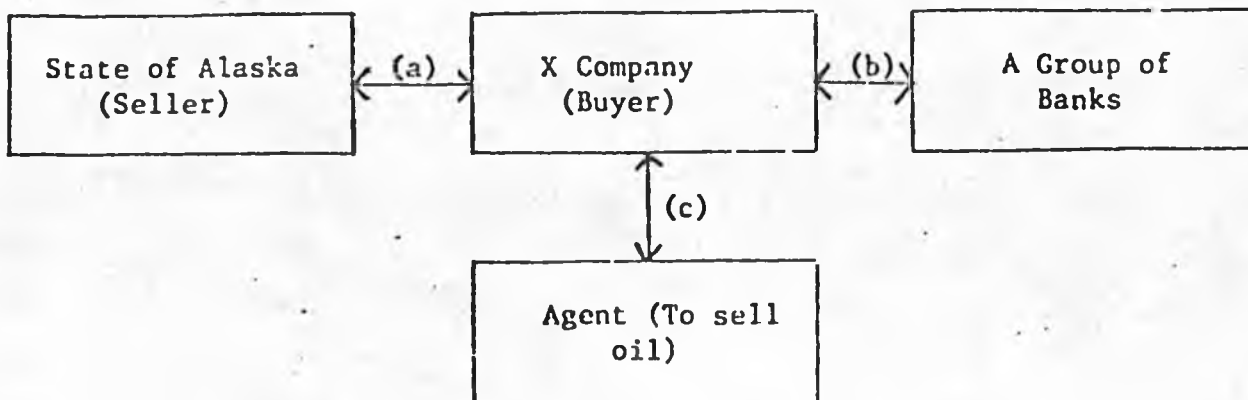 State of Alaska
(Seller)
(a)
X Company
(Buyer)
(b)
A Group of
Banks
(c)
Agent (To sell
oil)